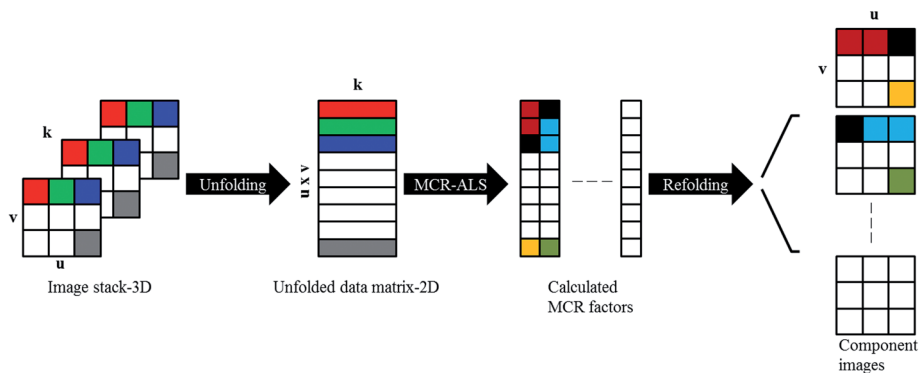 k
v
u
Image stack-3D
Unfolding
k
u x v
Unfolded data matrix-2D
MCR-ALS
Calculated
MCR factors
Refolding
u
v
Component
images